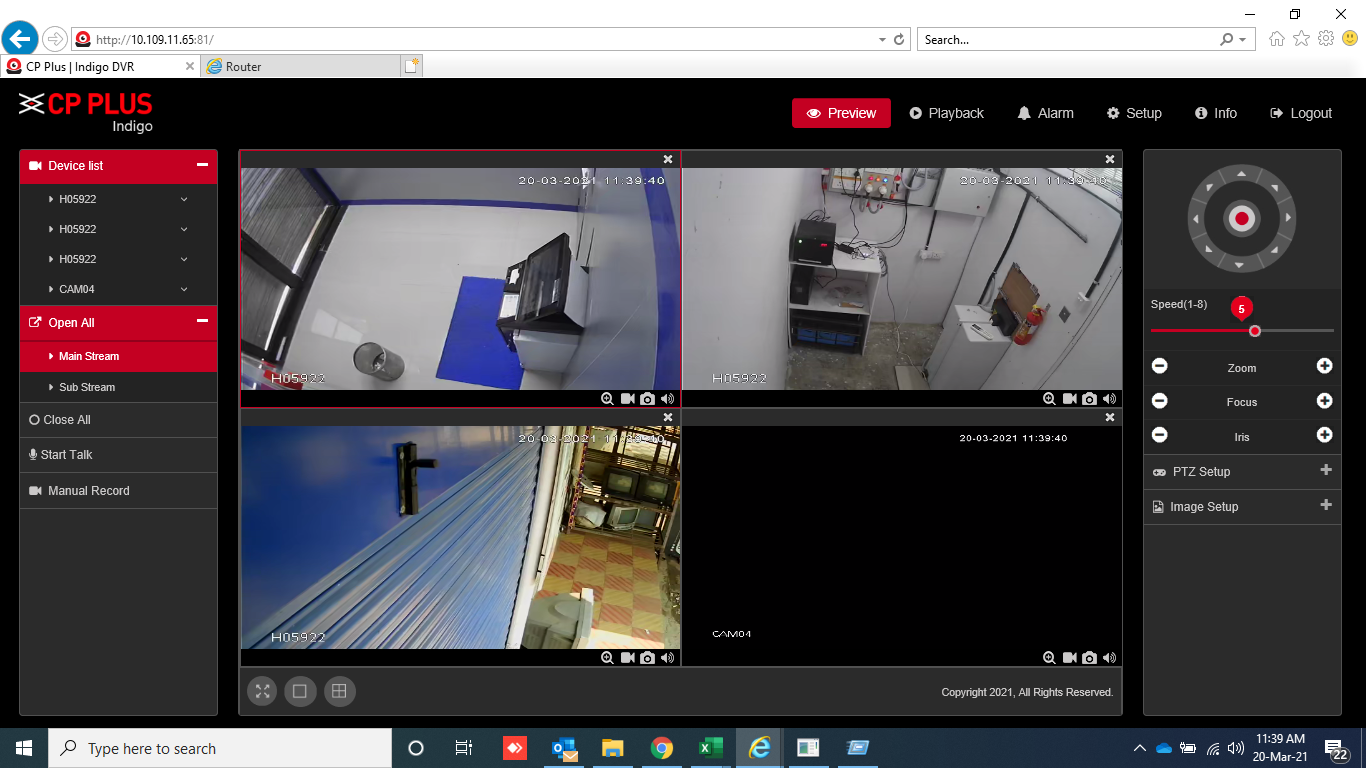 http://10.109.11.65:81/
Search...
CP Plus | Indigo DVR
Router
CP PLUS
Indigo
Preview
Playback
Alarm
Setup
Info
Logout
Device list
H05922
H05922
H05922
CAM04
Open All
Main Stream
Sub Stream
Close All
Start Talk
Manual Record
20-03-2021 11:39:40
H05922
20-03-2021 11:39:40
H05922
20-03-2021 11:39:40
H05922
20-03-2021 11:39:40
CAM04
Copyright 2021, All Rights Reserved.
Speed(1-8)
5
Zoom
Focus
Iris
PTZ Setup
Image Setup
Type here to search
11:39 AM
20-Mar-21
22